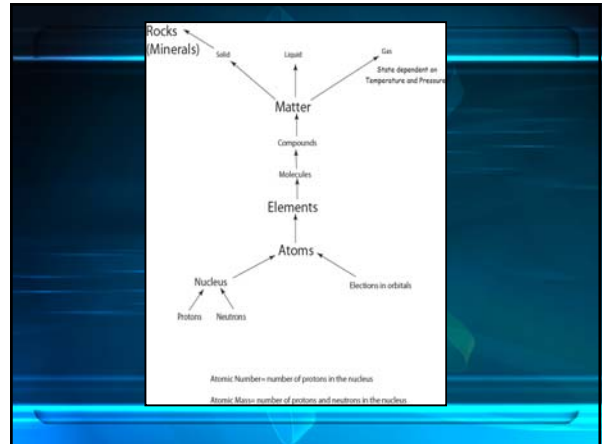 Rocks
(Minerals)
Solid
Liquid
Gas
State dependent on
Temperature and Pressure
Matter
Compounds
Molecules
Elements
Atoms
Nucleus
Elections in orbitals
Protons
Neutrons
Atomic Number= number of protons in the nucleus
Atomic Mass= number of protons and neutrons in the nucleus